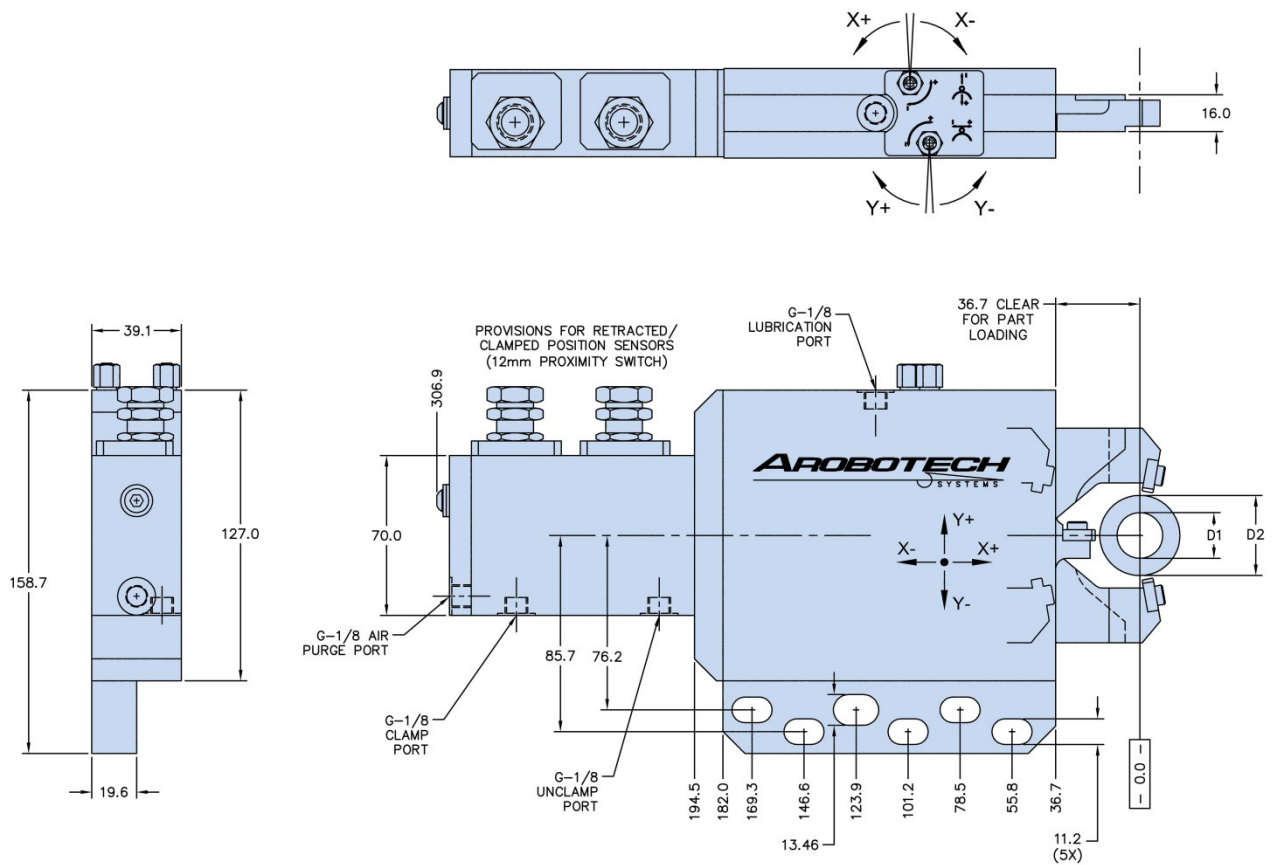 X+
X-
16.0
Y+
Y-
39.1
158.7
127.0
19.6
PROVISIONS FOR RETRACTED/
CLAMPED POSITION SENSORS
(12mm PROXIMITY SWITCH)
306.9
70.0
G-1/8 AIR
PURGE PORT
G-1/8
CLAMP
PORT
G-1/8
UNCLAMP
PORT
85.7
76.2
G-1/8
LUBRICATION
PORT
36.7 CLEAR
FOR PART
LOADING
AROBOTECH
SYSTEMS
Y+
X-
X+
Y-
D1
D2
194.5
182.0
169.3
146.6
123.9
101.2
78.5
55.8
36.7
- 0.0 -
13.46
11.2
(5X)